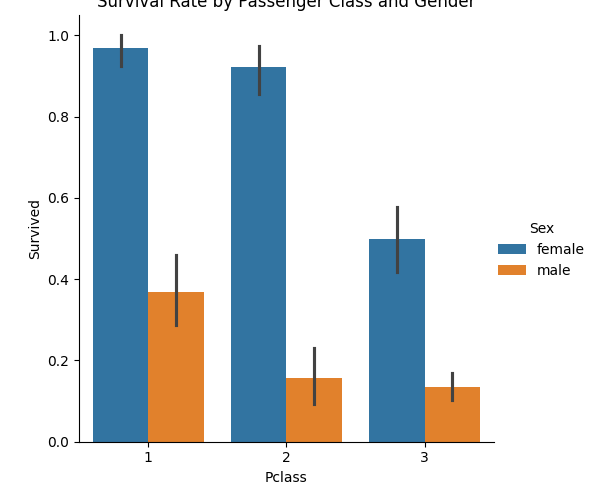 Survival Rate by Passenger Class and Gender
1.0
0.8
0.6
0.4
0.2
0.0
Survived
1 2 3
Pclass
Sex
female
male